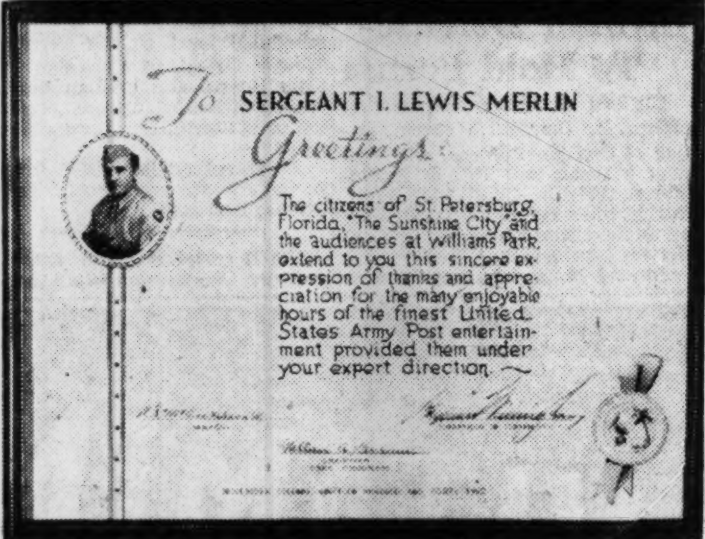 To SERGEANT I. LEWIS MERLIN
Greetings:
The citizens of St. Petersburg,
Florida, "The Sunshine City" and
the audiences at Williams Park,
extend to you this sincere ex-
pression of thanks and appre-
ciation for the many enjoyable
hours of the finest United
States Army Post entertain-
ment provided them under
your expert direction. ~